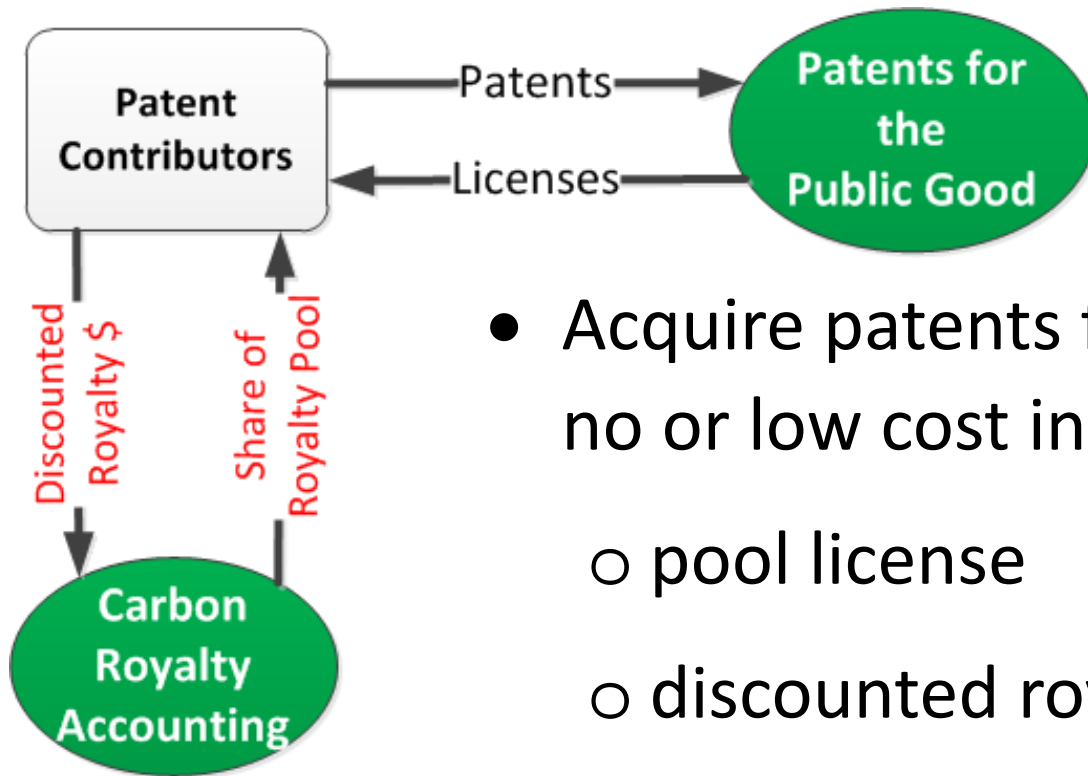 Patent
Contributors
Patents
Licenses
Patents for
the
Public Good
Discounted
Royalty $
Share of
Royalty Pool
Carbon
Royalty
Accounting
• Acquire patents
no or low cost in
o pool license
o discounted